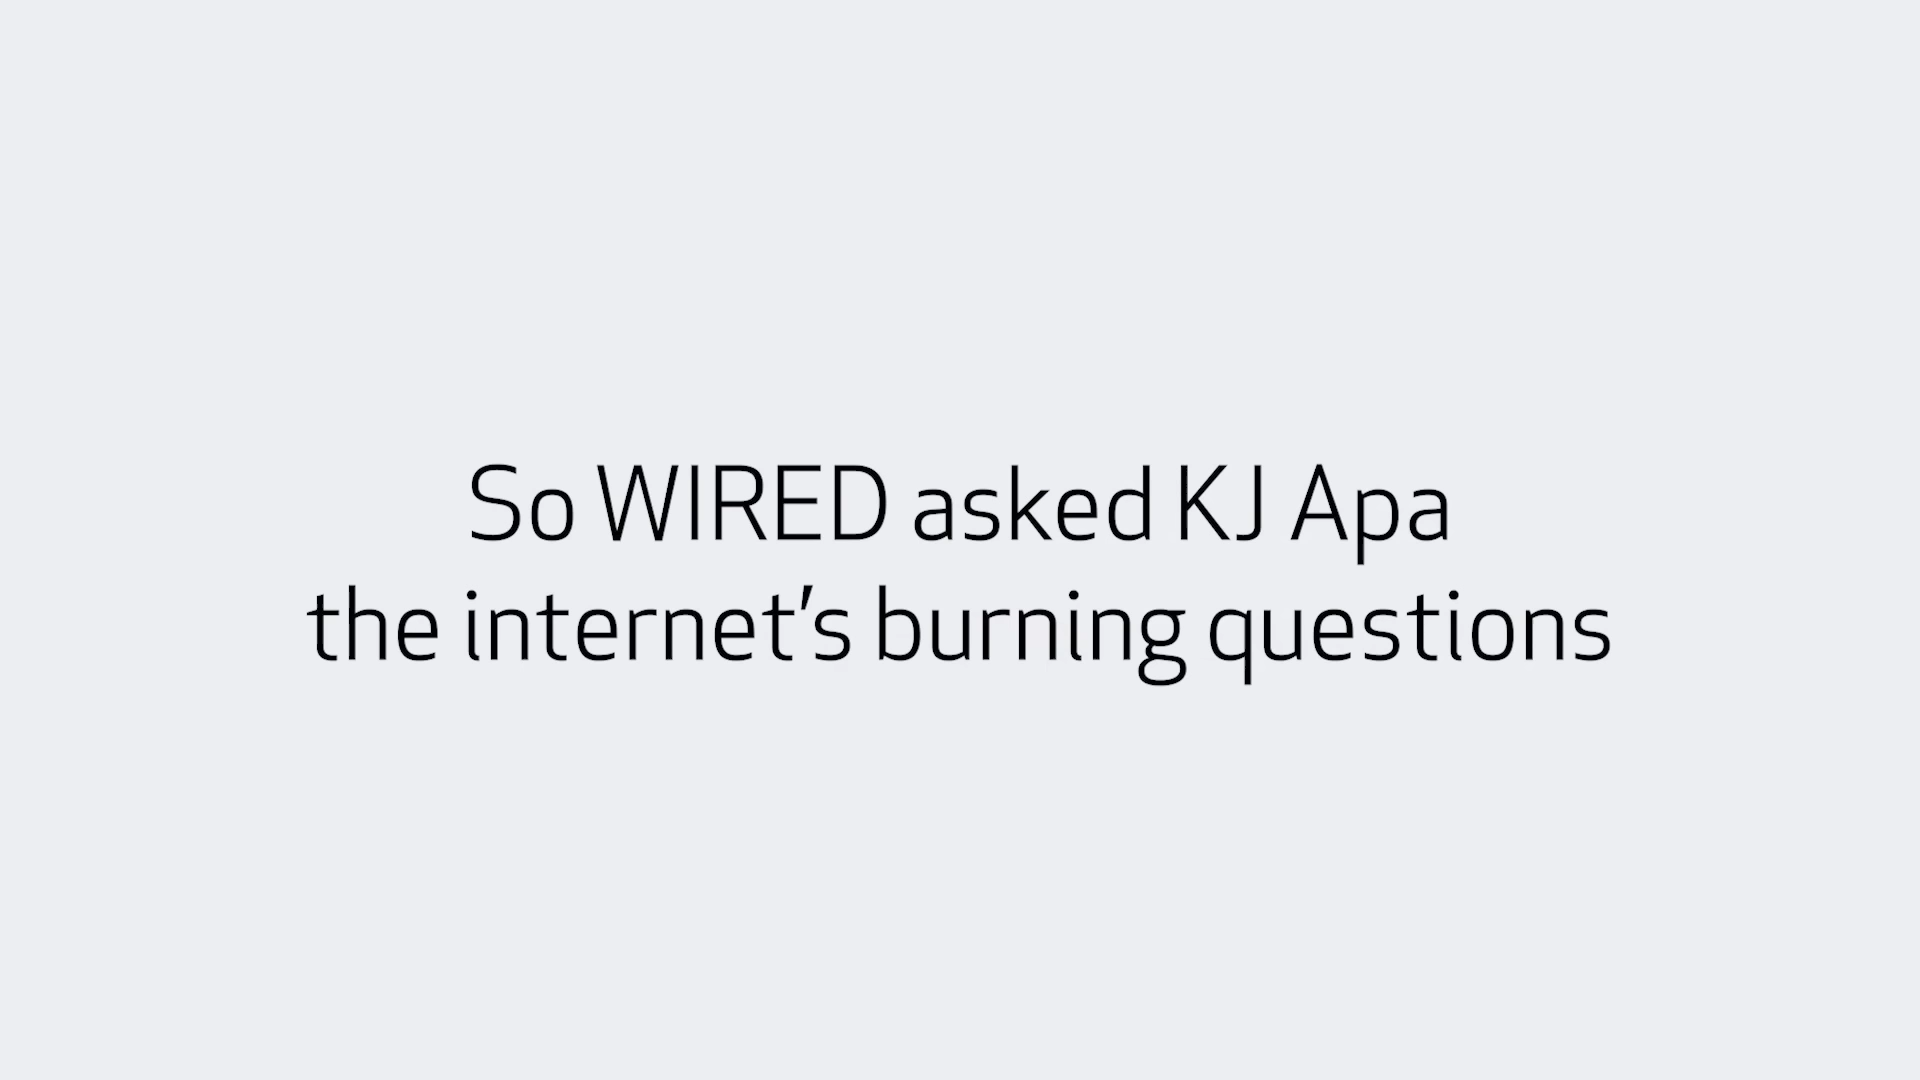 So WIRED asked KJ Apa
the internet's burning questions